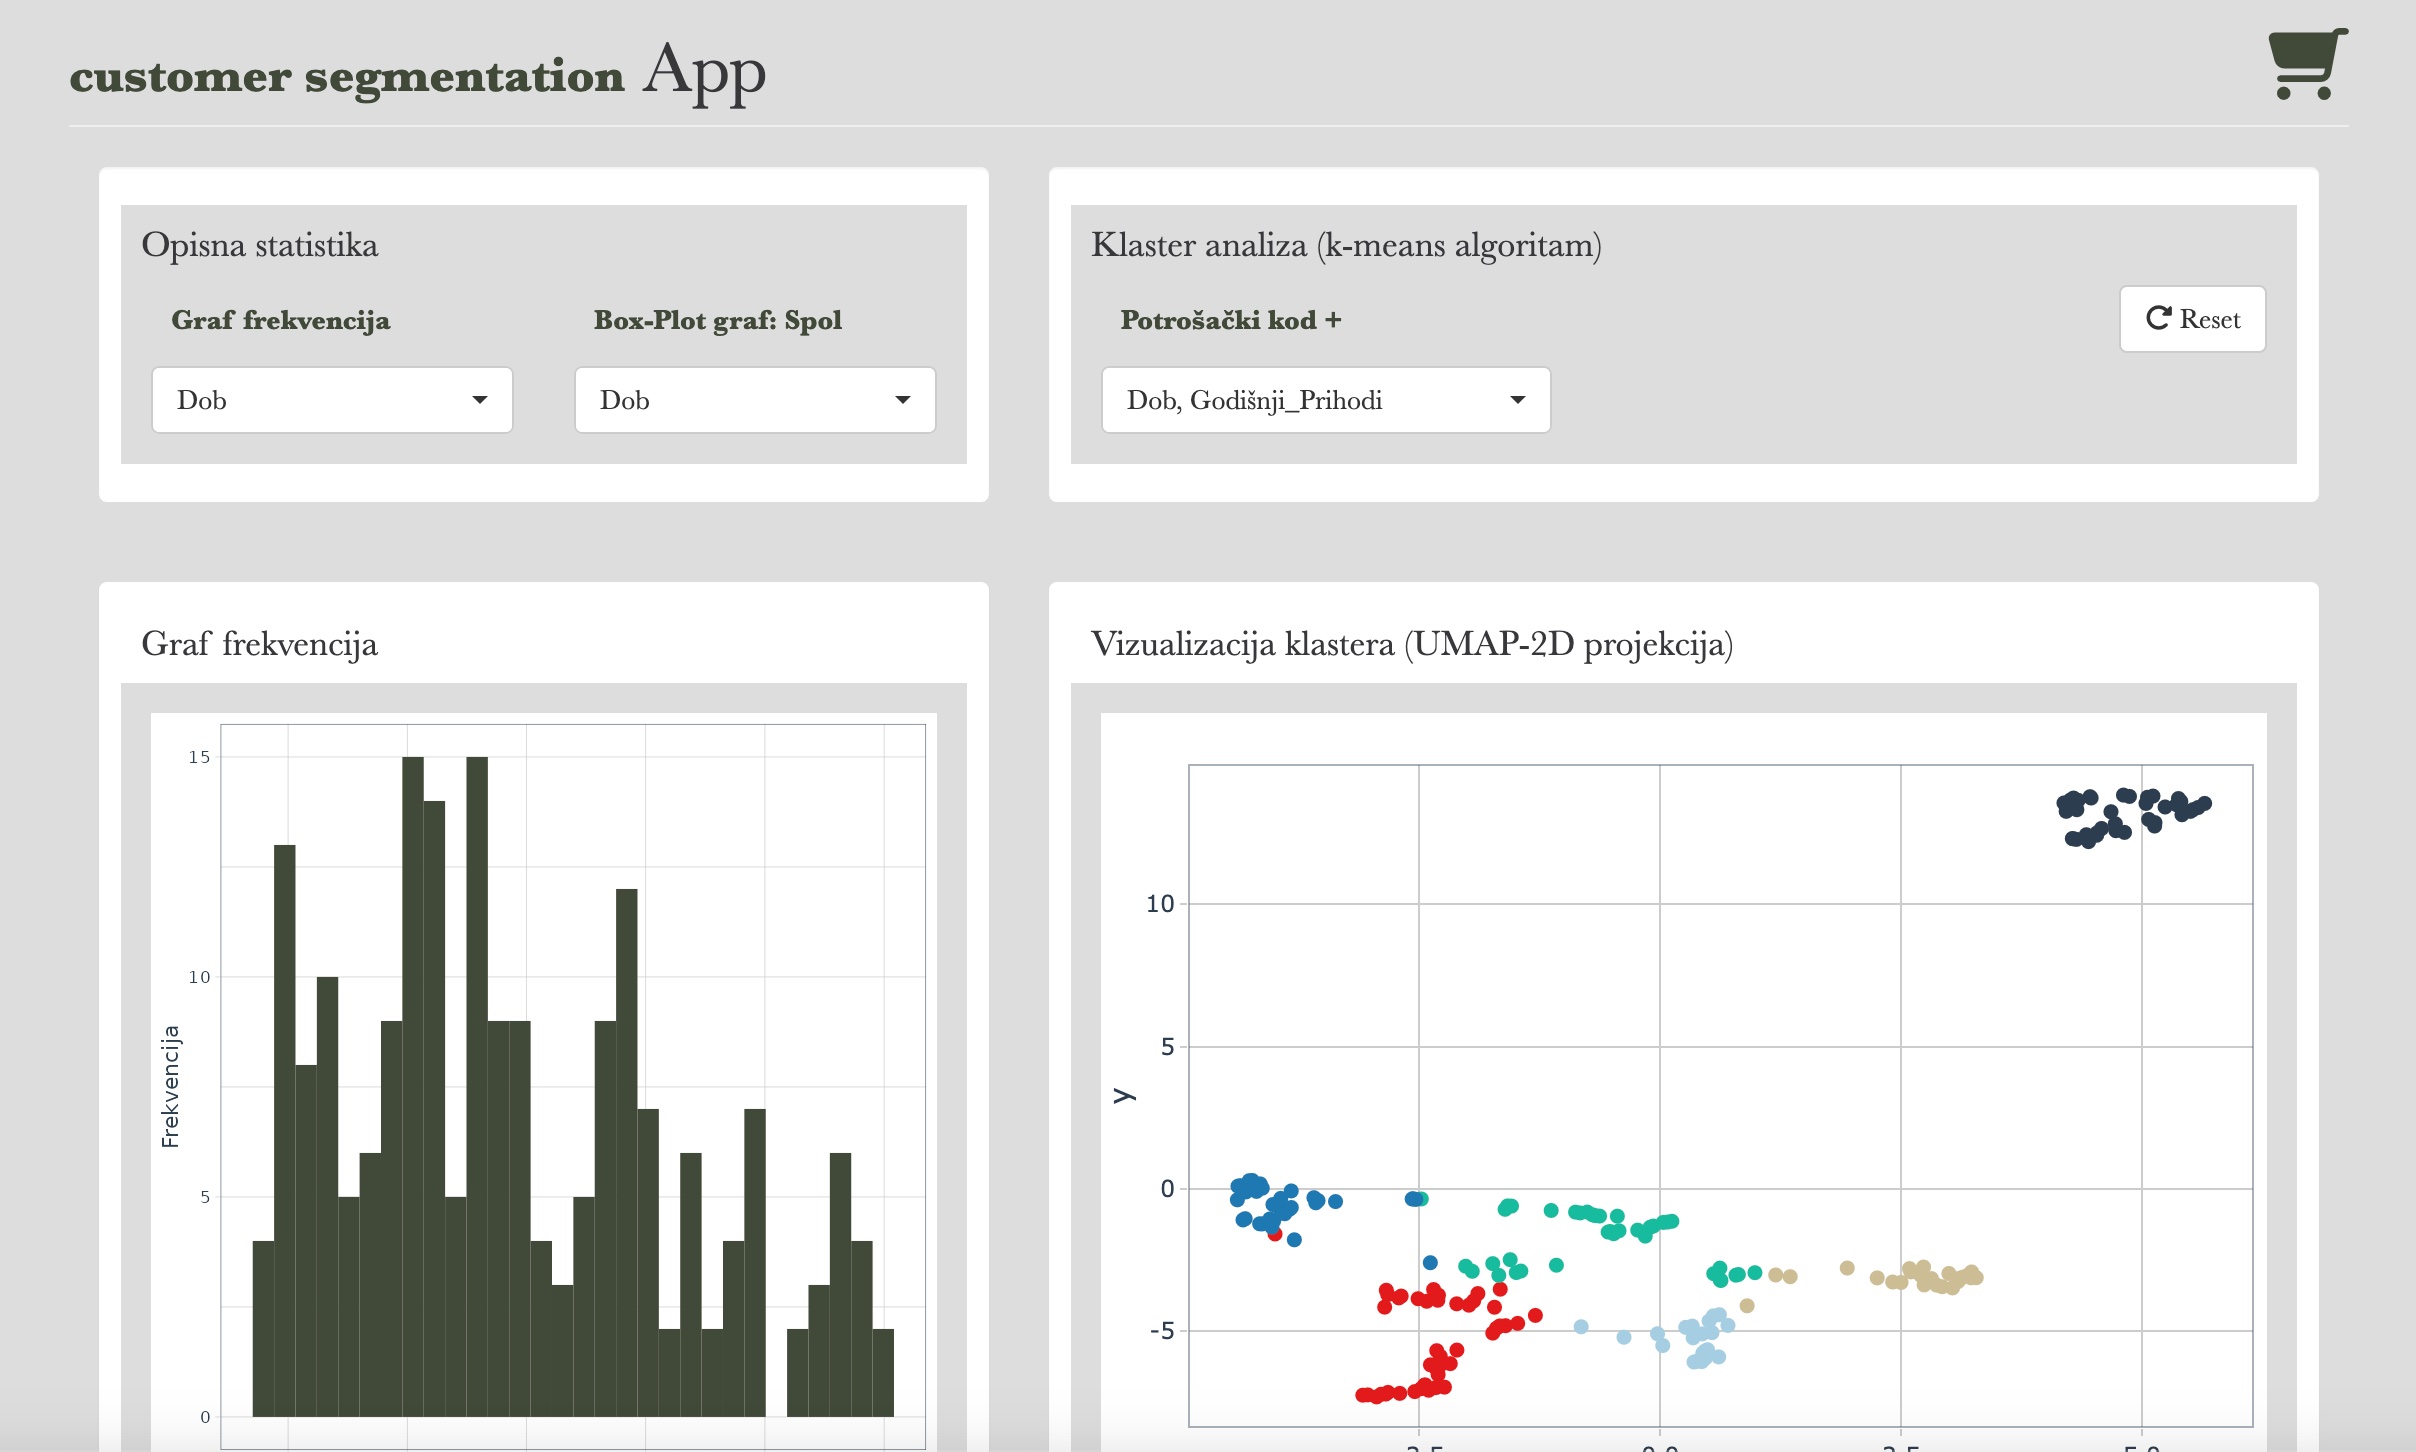 customer segmentation App
Opisna statistika
Graf frekvencija
Box-Plot graf: Spol
Dob
Dob
Klaster analiza (k-means algoritam)
Potrošački kod +
Reset
Dob, Godišnji_Prihodi
Graf frekvencija
15
10
5
0
Frekvencija
Vizualizacija klastera (UMAP-2D projekcija)
10
5
0
-5
y